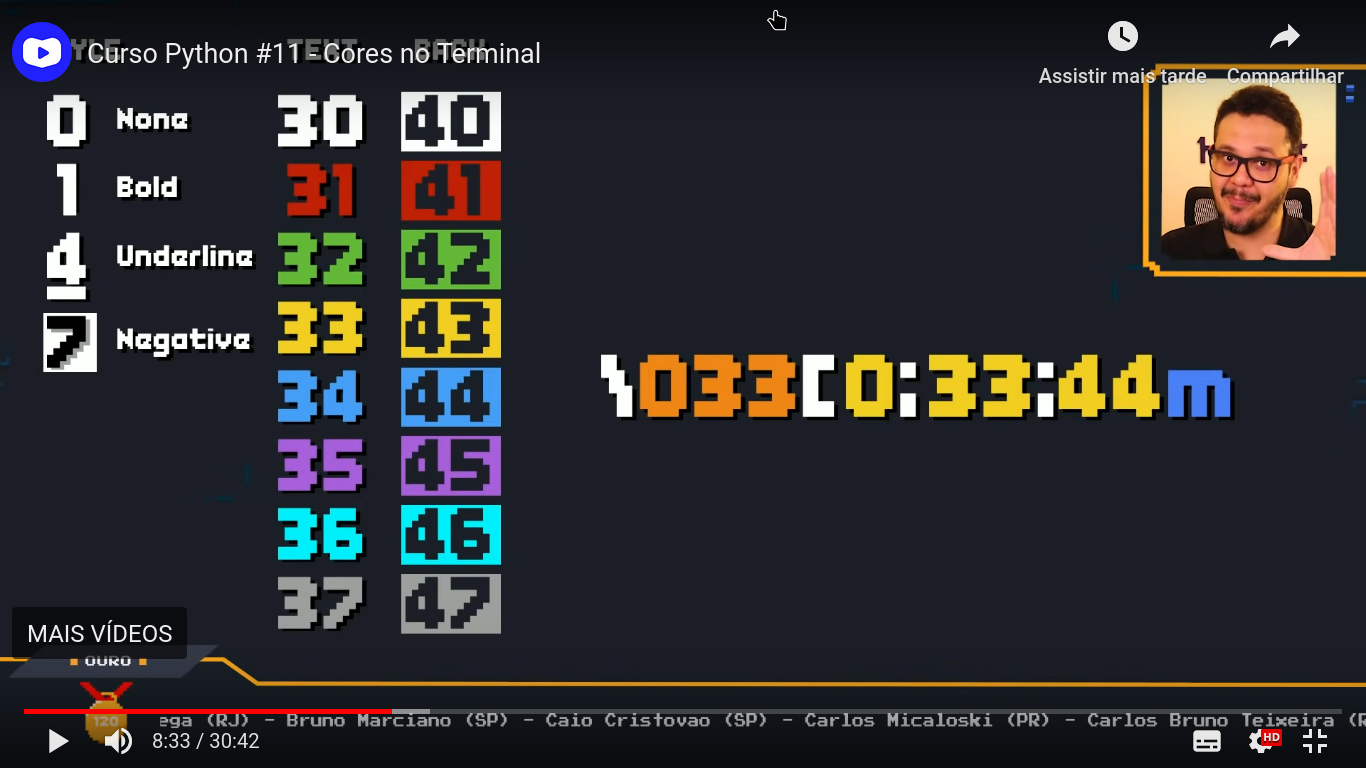 Curso Python #11 - Cores no Terminal
Assistir mais tarde Compartilhar
STYLE TEXT BACK
0 None 30 40
1 Bold 31 41
4 Underline 32 42
7 Negative 33 43
34 44
35 45
36 46
37 47
\033[0:33:44m
MAIS VÍDEOS
OURO
120
ega (RJ) - Bruno Marciano (SP) - Caio Cristovao (SP) - Carlos Micaloski (PR) - Carlos Bruno Teixeira (R
8:33 / 30:42
HD